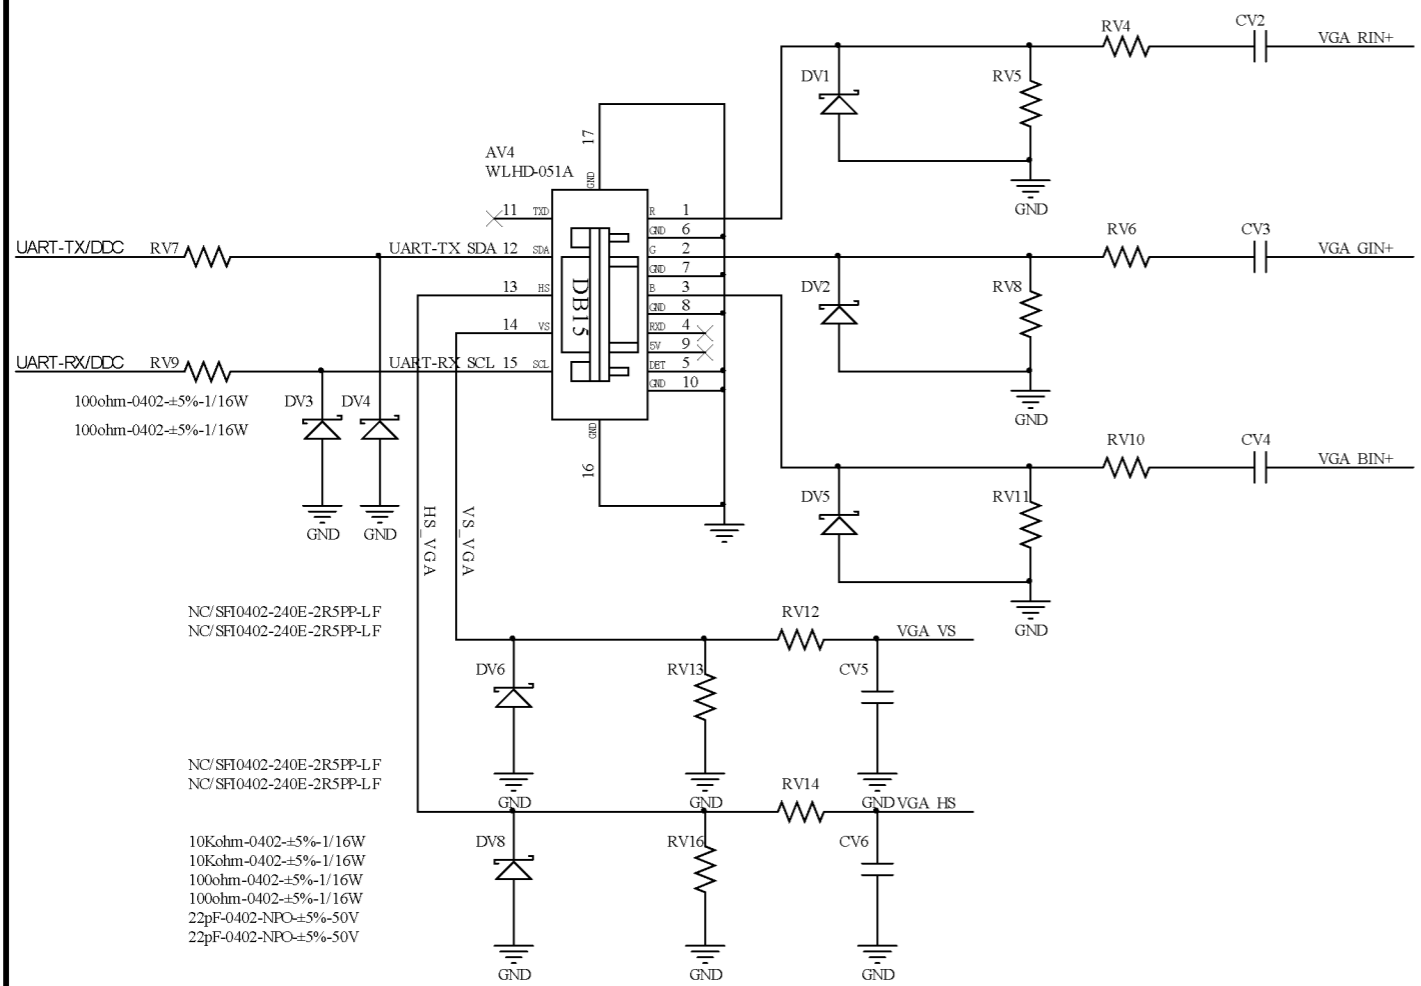 RV4
CV2
VGA_RIN+
DV1
RV5
GND
17
AV4
WLHD-051A
GND
11 TXD
R 1
GND 6
UART-TX/DDC RV7
UART-TX_SDA 12 SDA
G 2
RV6
CV3
VGA_GIN+
GND 7
13 HS
B 3
DV2
RV8
DB15
GND 8
14 VS
RXD 4
5V 9
UART-RX/DDC RV9
UART-RX_SCL 15 SCL
DET 5
GND 10
GND
100ohm-0402-±5%-1/16W
100ohm-0402-±5%-1/16W
DV3 DV4
GND
16
RV10
CV4
VGA_BIN+
DV5
RV11
GND GND
HS_VGA
VS_VGA
NC/SFI0402-240E-2R5PP-LF
NC/SFI0402-240E-2R5PP-LF
RV12
VGA_VS
GND
DV6
RV13
CV5
NC/SFI0402-240E-2R5PP-LF
NC/SFI0402-240E-2R5PP-LF
RV14
GND
GND
GND VGA_HS
10Kohm-0402-±5%-1/16W
10Kohm-0402-±5%-1/16W
100ohm-0402-±5%-1/16W
100ohm-0402-±5%-1/16W
22pF-0402-NPO-±5%-50V
22pF-0402-NPO-±5%-50V
DV8
RV16
CV6
GND
GND
GND